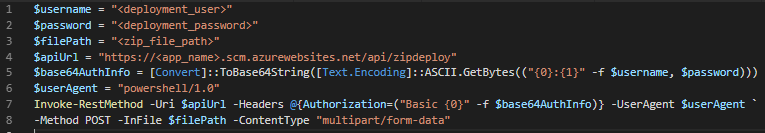 1 $username = "<deployment_user>"
2 $password = "<deployment_password>"
3 $filePath = "<zip_file_path>"
4 $apiUrl = "https://<app_name>.scm.azurewebsites.net/api/zipdeploy"
5 $base64AuthInfo = [Convert]::ToBase64String([Text.Encoding]::ASCII.GetBytes(("{0}:{1}" -f $username, $password)))
6 $userAgent = "powershell/1.0"
7 Invoke-RestMethod -Uri $apiUrl -Headers @{Authorization=("Basic {0}" -f $base64AuthInfo)} -UserAgent $userAgent `
8 -Method POST -InFile $filePath -ContentType "multipart/form-data"